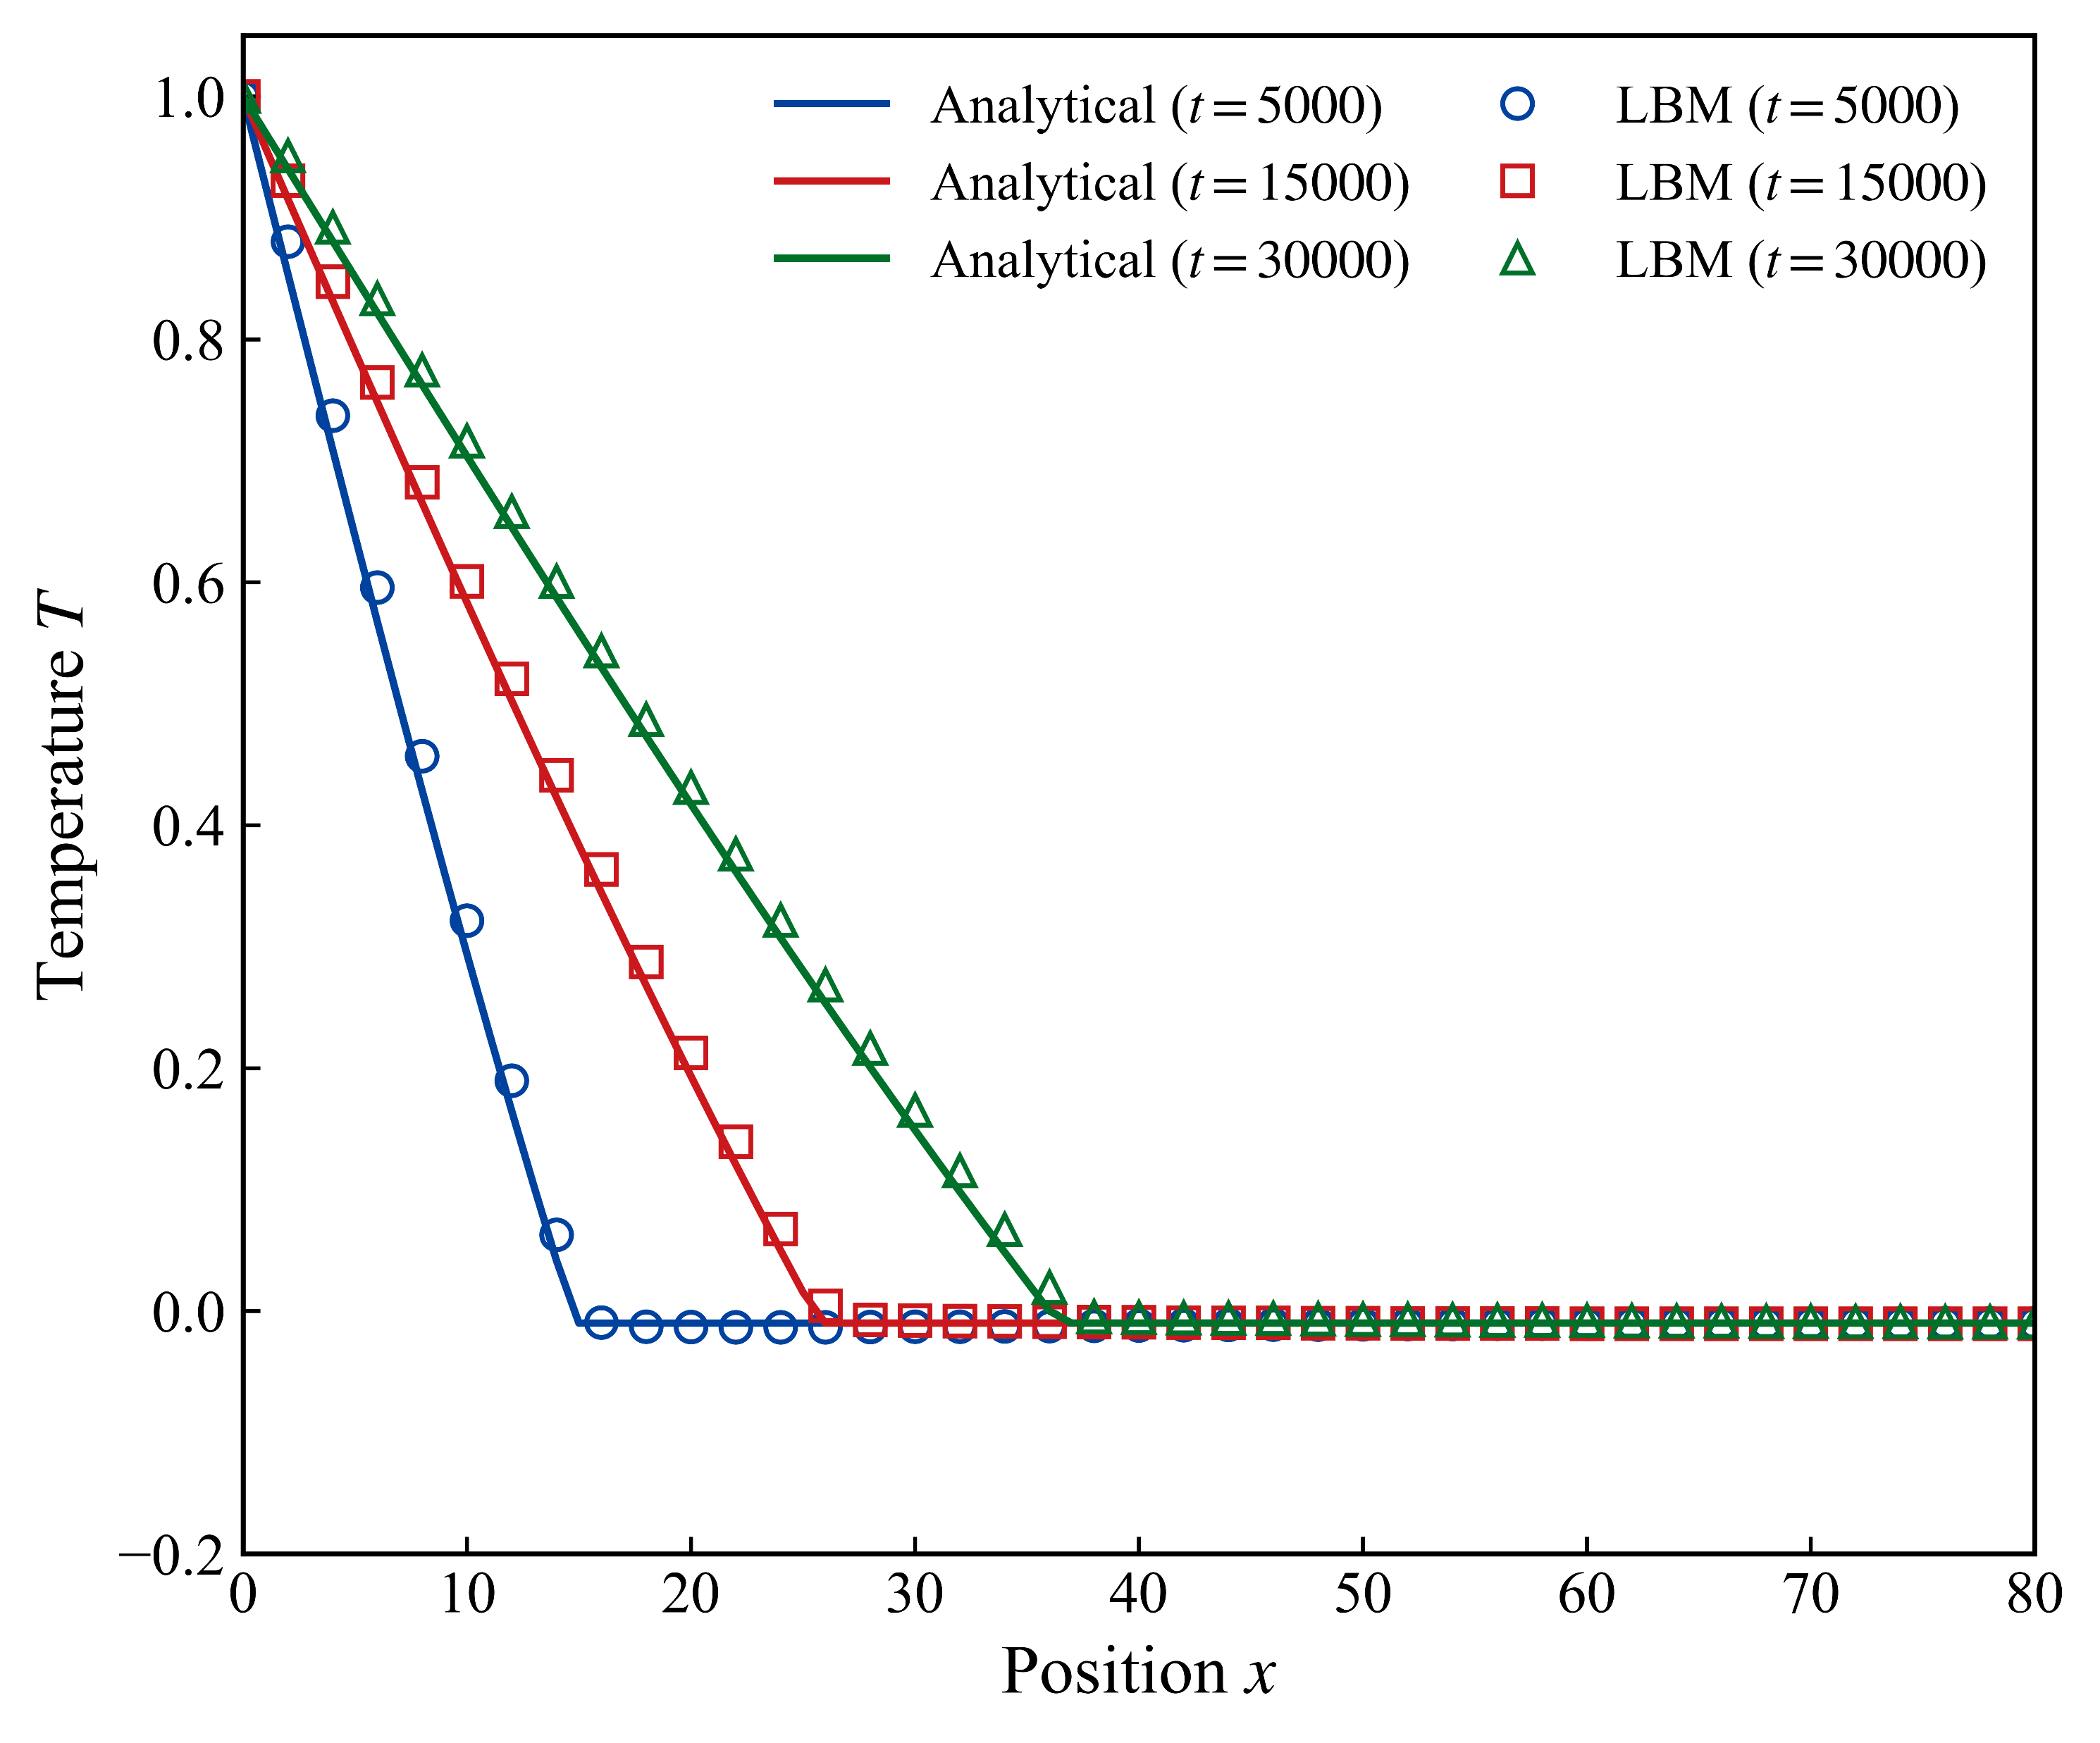 Analytical (t = 5000)
LBM (t = 5000)
Analytical (t = 15000)
LBM (t = 15000)
Analytical (t = 30000)
LBM (t = 30000)
1.0
0.8
0.6
0.4
0.2
0.0
−0.2
Temperature T
0 10 20 30 40 50 60 70 80
Position x